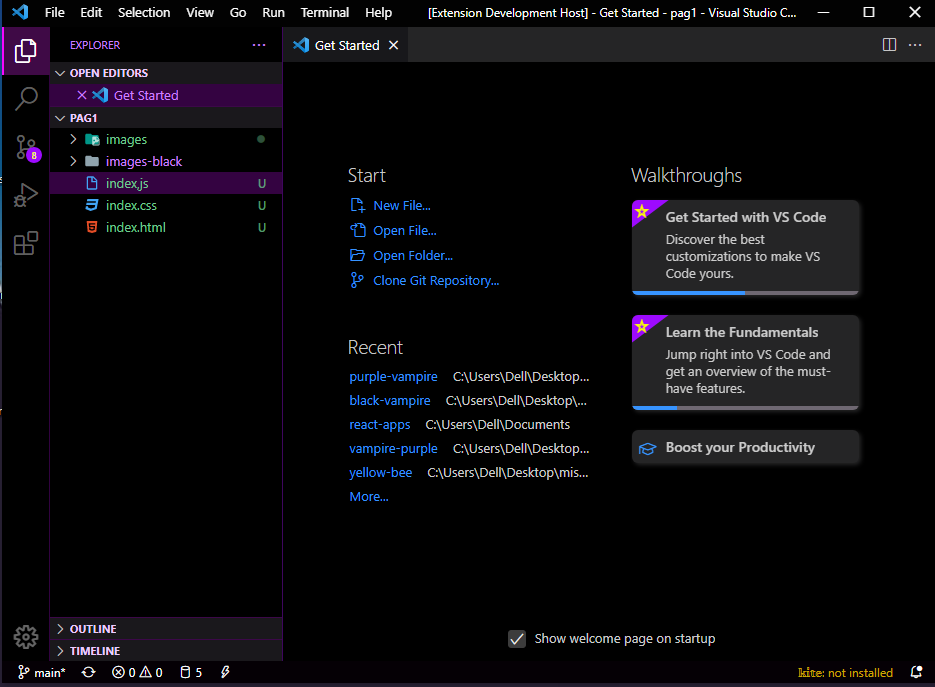 File Edit Selection View Go Run Terminal Help [Extension Development Host] - Get Started - pag1 - Visual Studio C...
EXPLORER
Get Started
OPEN EDITORS
Get Started
PAG1
images
images-black
index.js U
index.css U
index.html U
8
Start
New File...
Open File...
Open Folder...
Clone Git Repository...
Recent
purple-vampire C:\Users\Dell\Desktop...
black-vampire C:\Users\Dell\Desktop\...
react-apps C:\Users\Dell\Documents
vampire-purple C:\Users\Dell\Desktop...
yellow-bee C:\Users\Dell\Desktop\mis...
More...
Walkthroughs
Get Started with VS Code
Discover the best
customizations to make VS
Code yours.
Learn the Fundamentals
Jump right into VS Code and
get an overview of the must-
have features.
Boost your Productivity
Show welcome page on startup
OUTLINE
TIMELINE
main* 0 0 5 kite: not installed